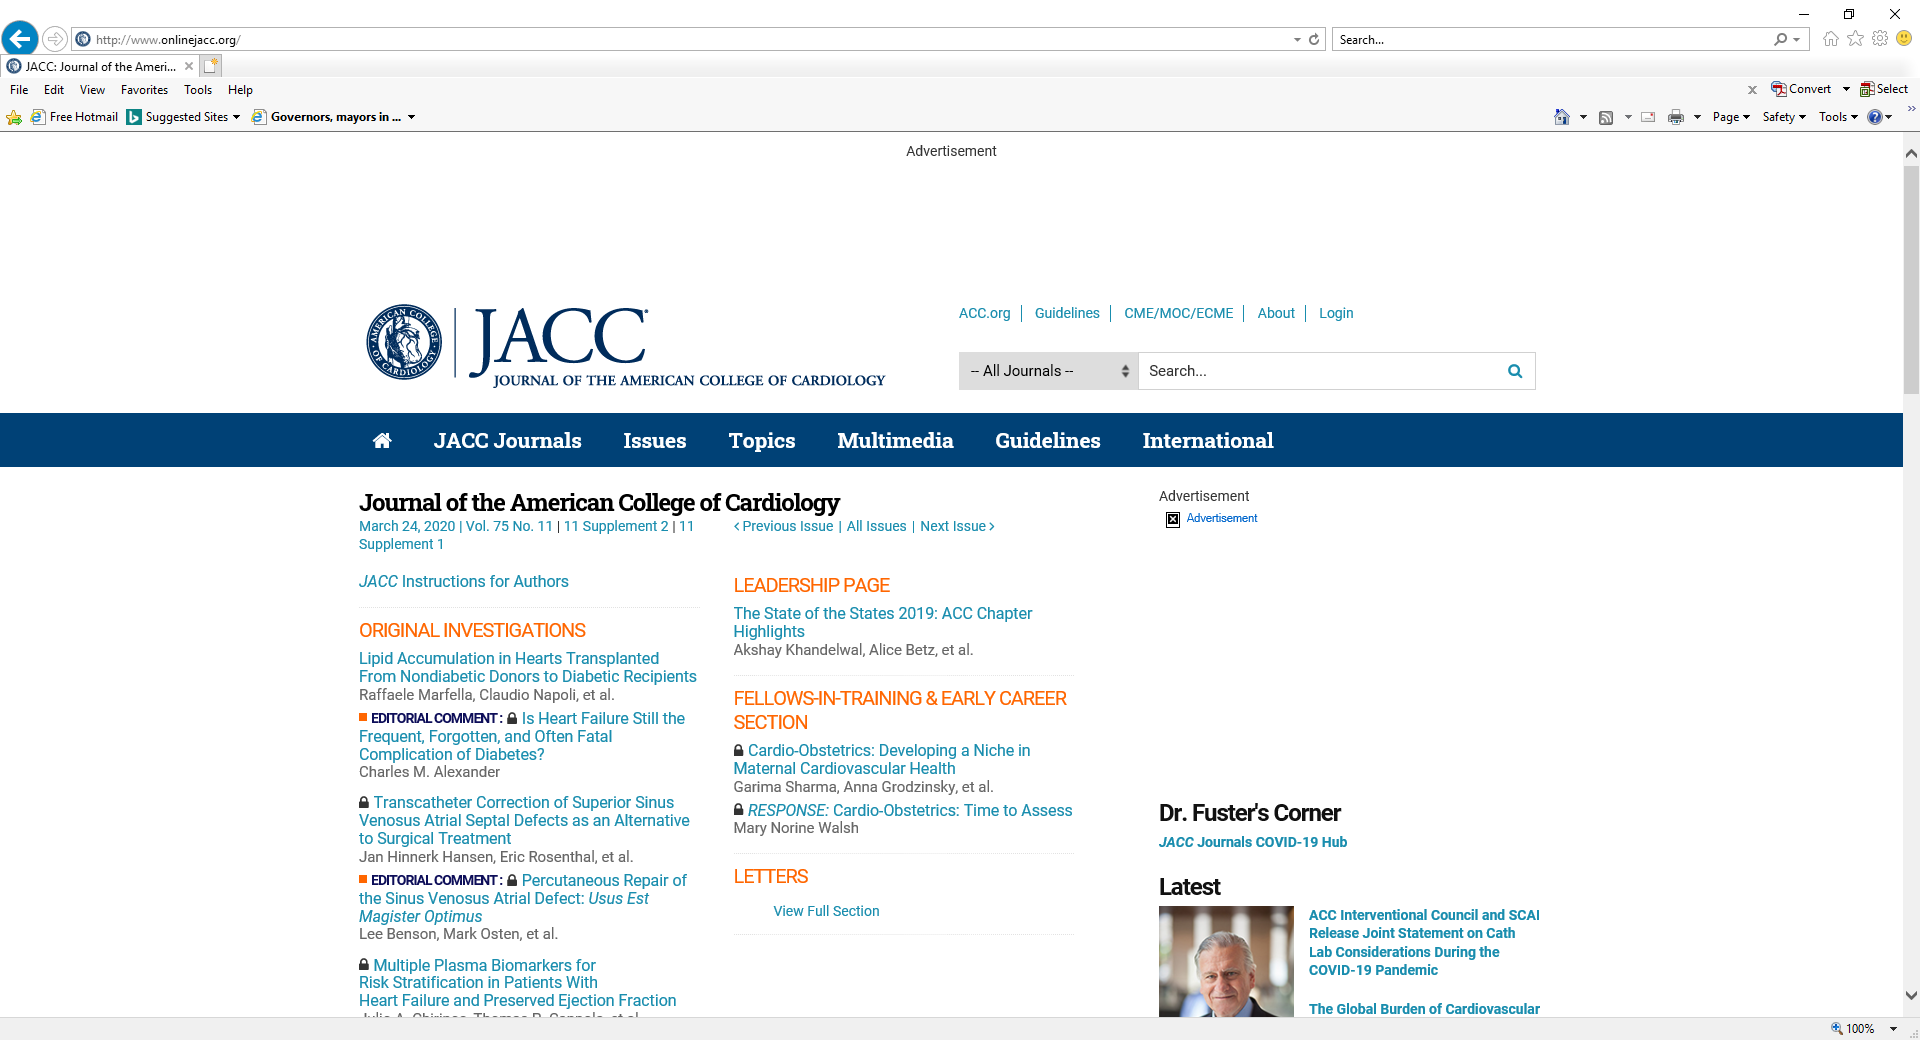 http://www.onlinejacc.org/
Search...
JACC: Journal of the Ameri...
File Edit View Favorites Tools Help
x Convert Select
Free Hotmail Suggested Sites Governors, mayors in ...
Page Safety Tools
Advertisement
AMERICAN COLLEGE OF CARDIOLOGY
JACC
JOURNAL OF THE AMERICAN COLLEGE OF CARDIOLOGY
ACC.org Guidelines CME/MOC/ECME About Login
-- All Journals -- Search...
JACC Journals Issues Topics Multimedia Guidelines International
Journal of the American College of Cardiology
March 24, 2020 | Vol. 75 No. 11 | 11 Supplement 2 | 11
Supplement 1
‹ Previous Issue | All Issues | Next Issue ›
JACC Instructions for Authors
ORIGINAL INVESTIGATIONS
Lipid Accumulation in Hearts Transplanted
From Nondiabetic Donors to Diabetic Recipients
Raffaele Marfella, Claudio Napoli, et al.
EDITORIAL COMMENT: Is Heart Failure Still the
Frequent, Forgotten, and Often Fatal
Complication of Diabetes?
Charles M. Alexander
Transcatheter Correction of Superior Sinus
Venosus Atrial Septal Defects as an Alternative
to Surgical Treatment
Jan Hinnerk Hansen, Eric Rosenthal, et al.
EDITORIAL COMMENT: Percutaneous Repair of
the Sinus Venosus Atrial Defect: Usus Est
Magister Optimus
Lee Benson, Mark Osten, et al.
Multiple Plasma Biomarkers for
Risk Stratification in Patients With
Heart Failure and Preserved Ejection Fraction
LEADERSHIP PAGE
The State of the States 2019: ACC Chapter
Highlights
Akshay Khandelwal, Alice Betz, et al.
FELLOWS-IN-TRAINING & EARLY CAREER
SECTION
Cardio-Obstetrics: Developing a Niche in
Maternal Cardiovascular Health
Garima Sharma, Anna Grodzinsky, et al.
RESPONSE: Cardio-Obstetrics: Time to Assess
Mary Norine Walsh
LETTERS
View Full Section
Advertisement
Advertisement
Dr. Fuster's Corner
JACC Journals COVID-19 Hub
Latest
ACC Interventional Council and SCAI
Release Joint Statement on Cath
Lab Considerations During the
COVID-19 Pandemic
The Global Burden of Cardiovascular
100%